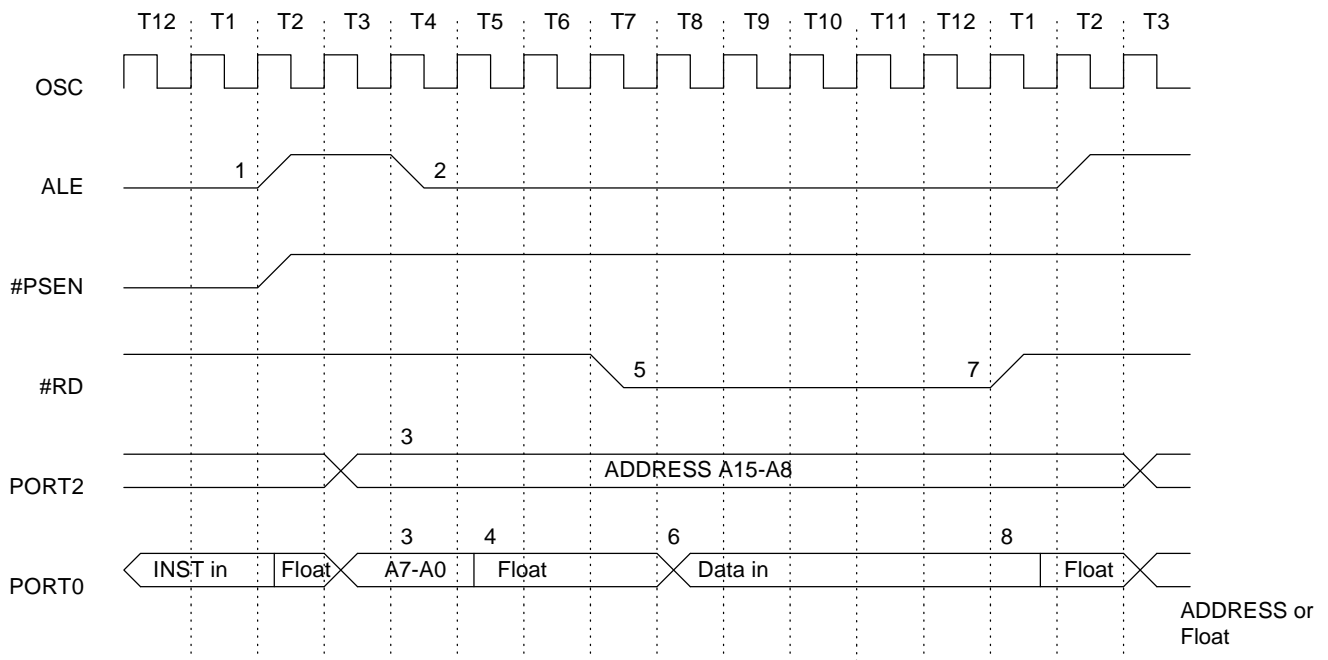 T12 T1 T2 T3 T4 T5 T6 T7 T8 T9 T10 T11 T12 T1 T2 T3
OSC
1 2
ALE
#PSEN
5 7
#RD
3
ADDRESS A15-A8
PORT2
3 4 6 8
INST in Float A7-A0 Float Data in Float
PORT0
ADDRESS or
Float